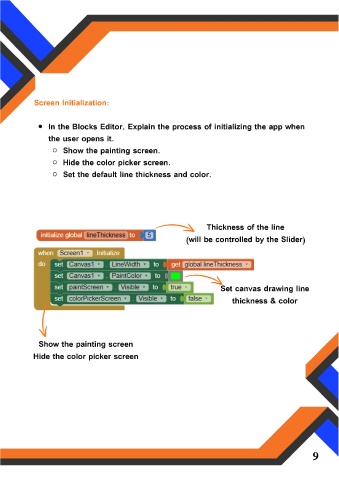 Screen Initialization:
● In the Blocks Editor, Explain the process of initializing the app when
the user opens it.
○ Show the painting screen.
○ Hide the color picker screen.
○ Set the default line thickness and color.
Thickness of the line
(will be controlled by the Slider)
initialize global lineThickness to 5
when Screen1 .Initialize
do set Canvas1 . LineWidth to get global lineThickness
set Canvas1 . PaintColor to
set paintScreen . Visible to true
set colorPickerScreen . Visible to false
Set canvas drawing line
thickness & color
Show the painting screen
Hide the color picker screen
9